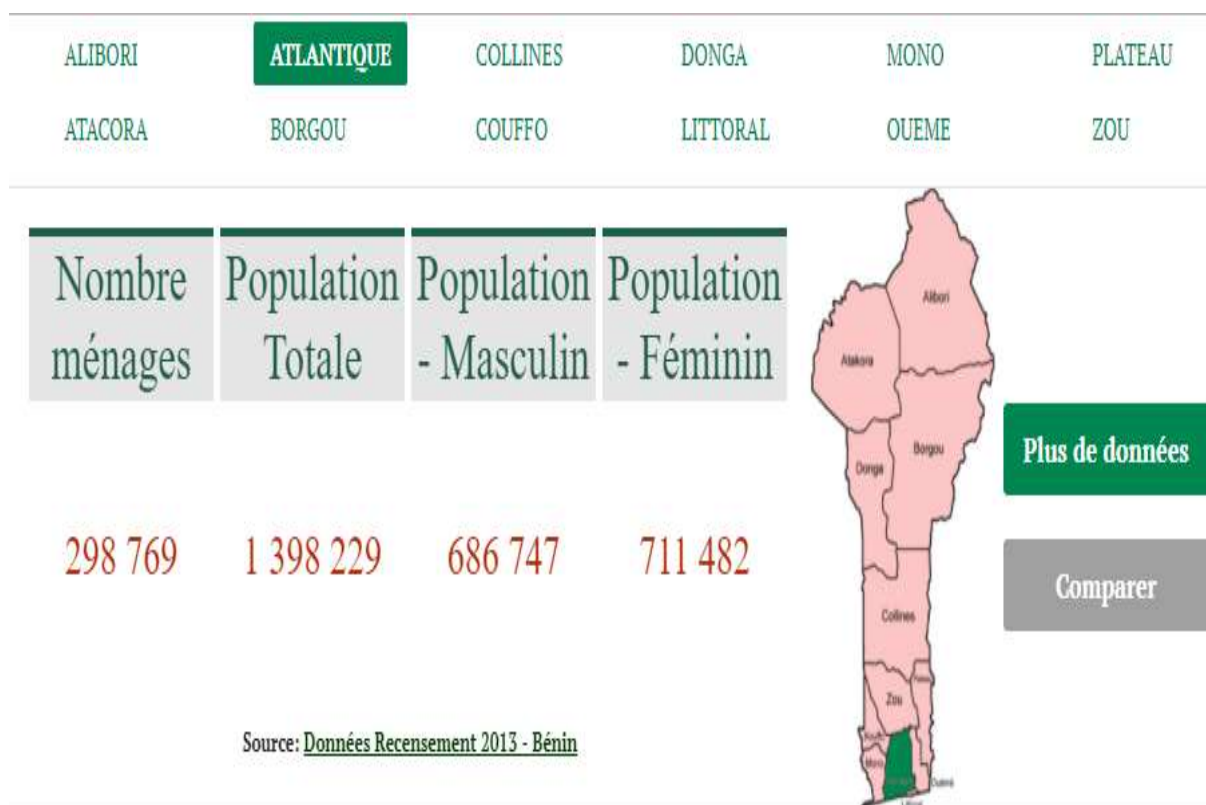 ALIBORI ATLANTIQUE COLLINES DONGA MONO PLATEAU
ATACORA BORGOU COUFFO LITTORAL OUEME ZOU
Nombre ménages
Population Totale
Population - Masculin
Population - Féminin
298 769 1 398 229 686 747 711 482
Source: Données Recensement 2013 - Bénin
Alibori
Atakora
Borgou
Donga
Collines
Zou
Mono
Ouémé
Plus de données
Comparer